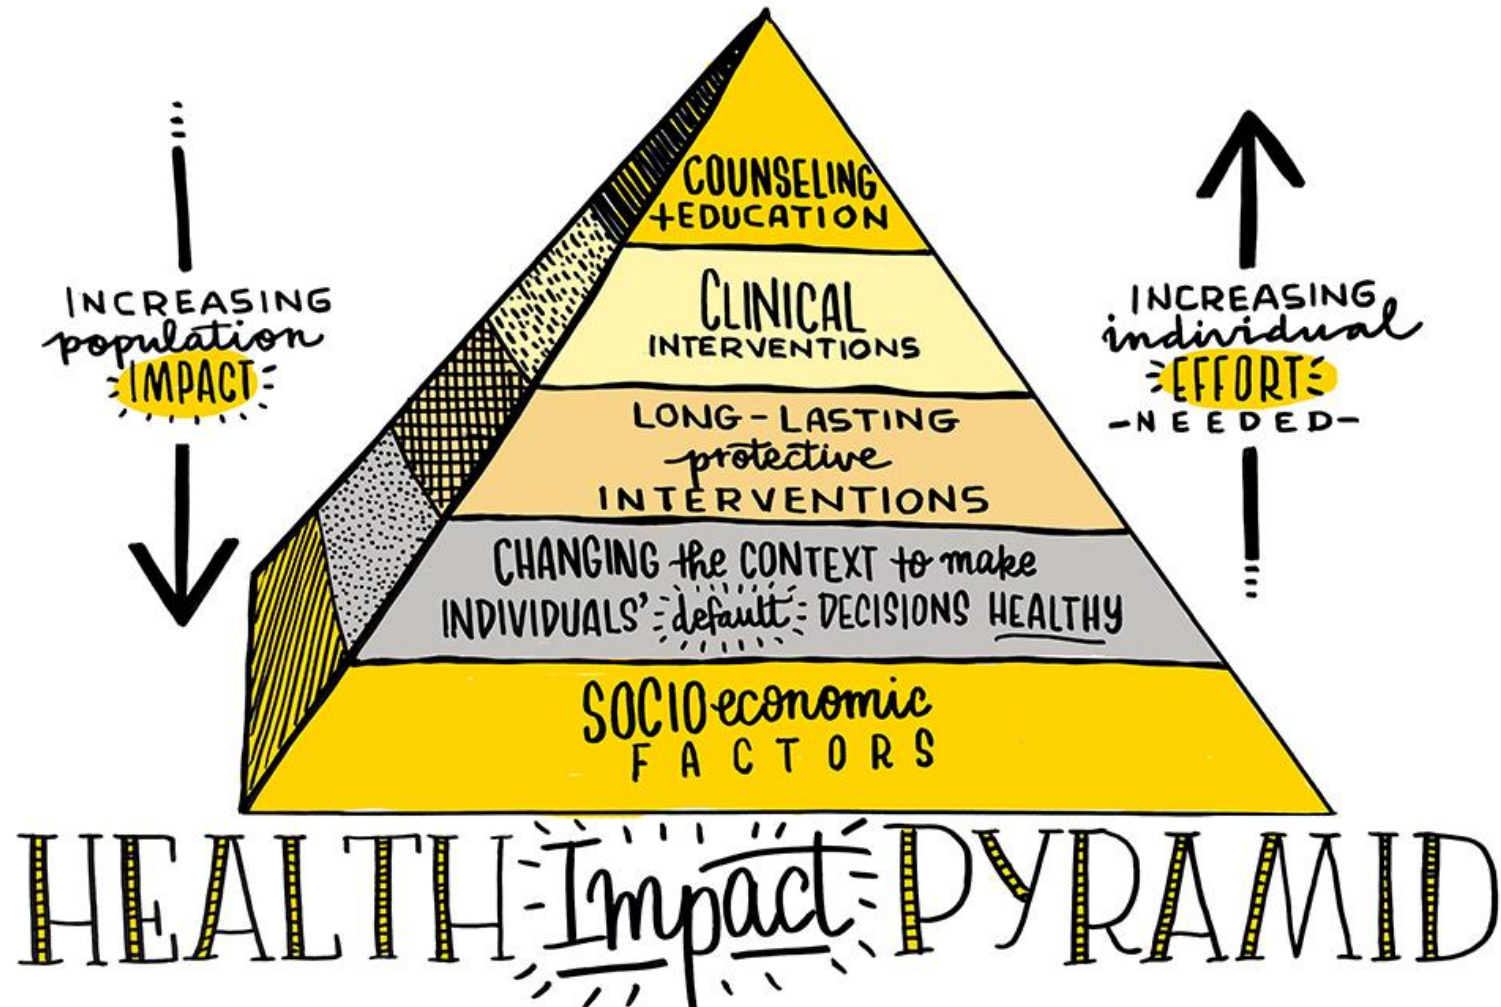 COUNSELING
+EDUCATION
CLINICAL
INTERVENTIONS
LONG-LASTING
protective
INTERVENTIONS
CHANGING the CONTEXT to make
INDIVIDUALS' default DECISIONS HEALTHY
SOCIOeconomic
FACTORS
INCREASING
population
IMPACT
INCREASING
individual
EFFORT
-NEEDED-
HEALTH Impact PYRAMID